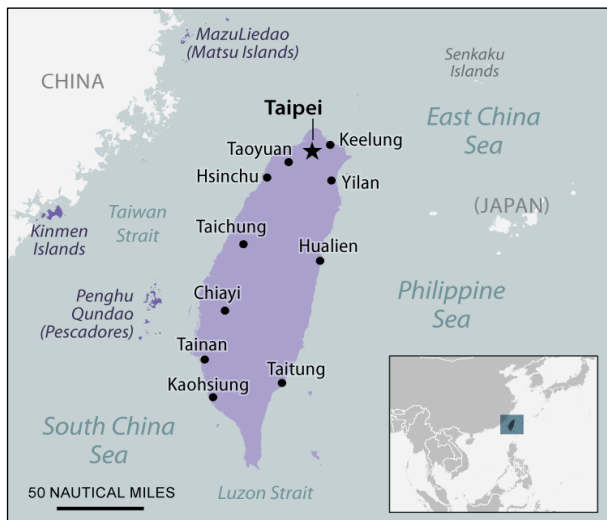 MazuLiedao
(Matsu Islands)
CHINA
Senkaku
Islands
Taipei
East China
Sea
Keelung
Taoyuan
Hsinchu
Yilan
Taiwan
Strait
(JAPAN)
Kinmen
Islands
Taichung
Hualien
Penghu
Qundao
(Pescadores)
Chiayi
Philippine
Sea
Tainan
Taitung
Kaohsiung
South China
Sea
50 NAUTICAL MILES
Luzon Strait